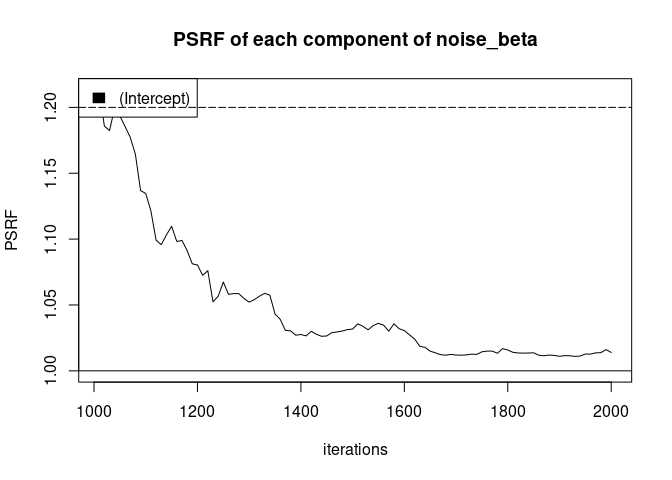 PSRF of each component of noise_beta
(Intercept)
PSRF
1.20
1.15
1.10
1.05
1.00
1000 1200 1400 1600 1800 2000
iterations